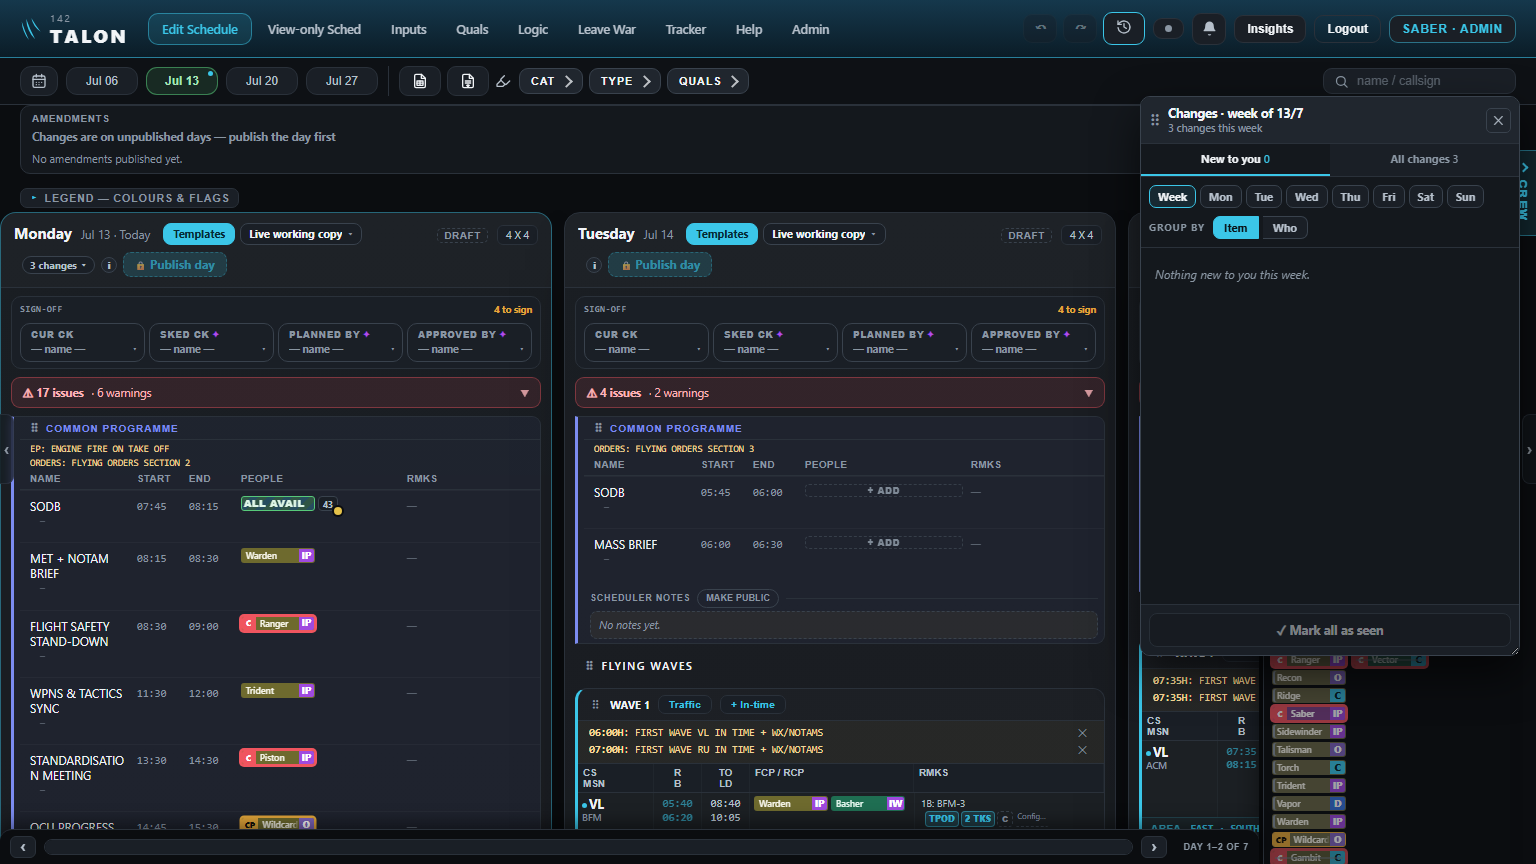 142
TALON
Edit Schedule
View-only Sched
Inputs
Quals
Logic
Leave War
Tracker
Help
Admin
Insights
Logout
SABER · ADMIN
Jul 06
Jul 13
Jul 20
Jul 27
CAT
TYPE
QUALS
name / callsign
AMENDMENTS
Changes are on unpublished days — publish the day first
No amendments published yet.
LEGEND — COLOURS & FLAGS
Monday Jul 13 · Today Templates Live working copy DRAFT 4 X 4
3 changes i Publish day
SIGN-OFF 4 to sign
CUR CK SKED CK PLANNED BY APPROVED BY
— name — — name — — name — — name —
17 issues · 6 warnings
COMMON PROGRAMME
EP: ENGINE FIRE ON TAKE OFF
ORDERS: FLYING ORDERS SECTION 2
NAME START END PEOPLE RMKS
SODB 07:45 08:15 ALL AVAIL 43 —
—
MET + NOTAM BRIEF 08:15 08:30 Warden IP —
—
FLIGHT SAFETY STAND-DOWN 08:30 09:00 C Ranger IP —
—
WPNS & TACTICS SYNC 11:30 12:00 Trident IP —
—
STANDARDISATIO
N MEETING 13:30 14:30 C Piston IP —
—
OCU PROGRESS 14:45 15:30 CP Wildcard O
Tuesday Jul 14 Templates Live working copy DRAFT 4 X 4
i Publish day
SIGN-OFF 4 to sign
CUR CK SKED CK PLANNED BY APPROVED BY
— name — — name — — name — — name —
4 issues · 2 warnings
COMMON PROGRAMME
ORDERS: FLYING ORDERS SECTION 3
NAME START END PEOPLE RMKS
SODB 05:45 06:00 + ADD —
—
MASS BRIEF 06:00 06:30 + ADD —
—
SCHEDULER NOTES MAKE PUBLIC
No notes yet.
FLYING WAVES
WAVE 1 Traffic + In-time
06:00H: FIRST WAVE VL IN TIME + WX/NOTAMS
07:00H: FIRST WAVE RU IN TIME + WX/NOTAMS
CS R TO FCP / RCP RMKS
MSN B LD
VL 05:40 08:40 Warden IP Basher IW 1B: BFM-3
BFM 06:20 10:05 TPOD 2 TKS C Config...
Changes · week of 13/7
3 changes this week
New to you 0
All changes 3
Week Mon Tue Wed Thu Fri Sat Sun
GROUP BY Item Who
Nothing new to you this week.
Mark all as seen
CREW
07:35H: FIRST WAVE
07:35H: FIRST WAVE
CS R
MSN B
VL 07:35
ACM 08:15
AREA EAST · SOUTH
C Ranger IP C Vector C
Recon O
Ridge C
C Saber IP
Sidewinder IP
Talisman O
Torch C
Trident IP
Vapor D
Warden IP
CP Wildcard O
C Gambit C
DAY 1–2 OF 7